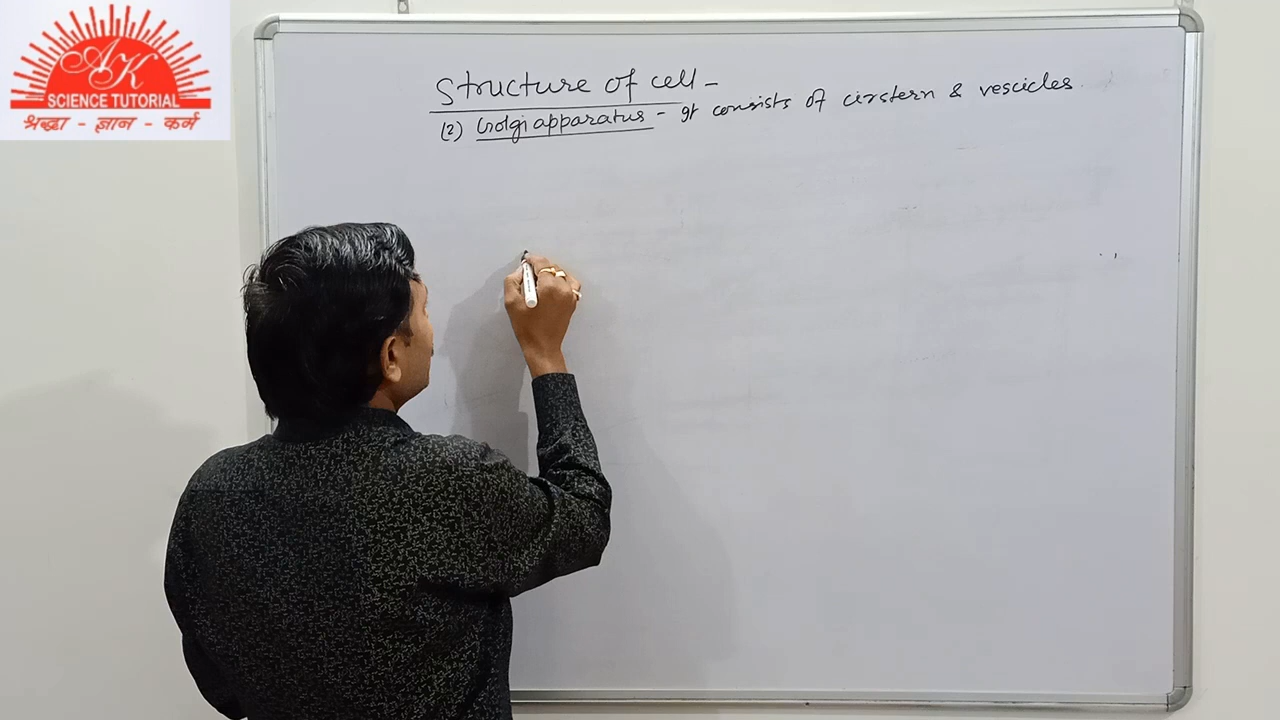 AK
SCIENCE TUTORIAL
श्रद्धा - ज्ञान - कर्म
Structure of cell -
(2) Golgi apparatus - It consists of cirstern & vescicles